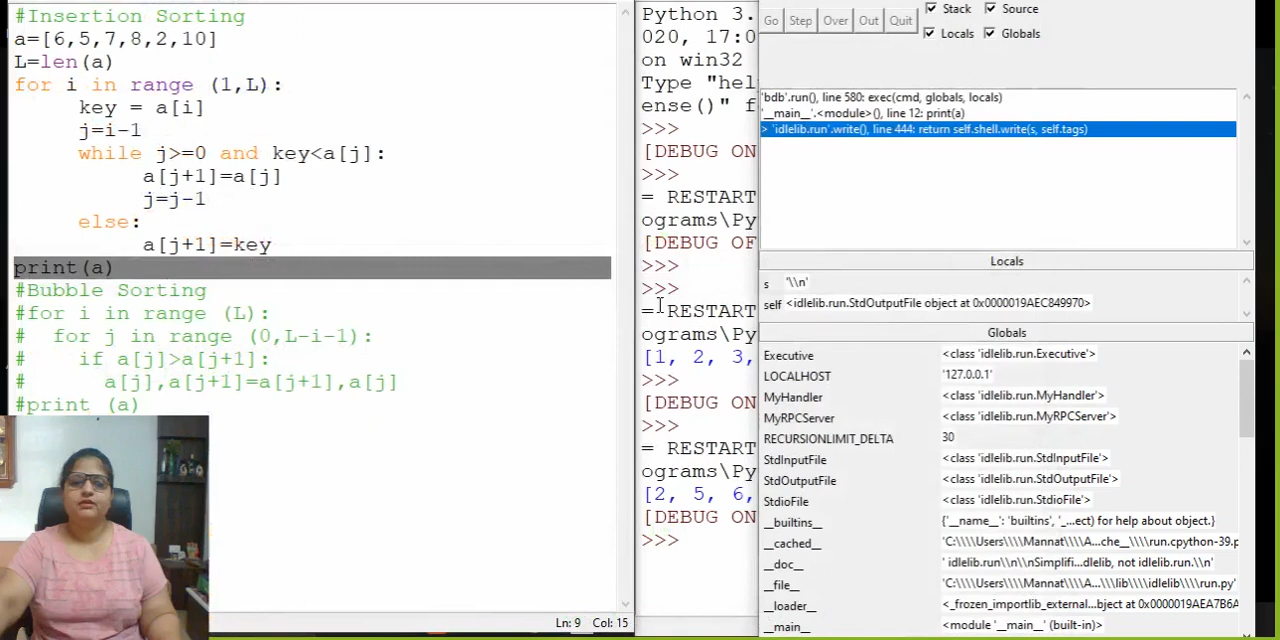 #Insertion Sorting
a=[6,5,7,8,2,10]
L=len(a)
for i in range (1,L):
key = a[i]
j=i-1
while j>=0 and key<a[j]:
a[j+1]=a[j]
j=j-1
else:
a[j+1]=key
print(a)
#Bubble Sorting
#for i in range (L):
# for j in range (0,L-i-1):
# if a[j]>a[j+1]:
# a[j],a[j+1]=a[j+1],a[j]
#print (a)
Ln: 9 Col: 15
Python 3.
020, 17:0
on win32
Type "hel
ense()" f
>>>
[DEBUG ON
>>>
= RESTART
ograms\Py
[DEBUG OF
>>>
>>>
= RESTART
ograms\Py
[1, 2, 3,
>>>
[DEBUG ON
>>>
= RESTART
ograms\Py
[2, 5, 6,
[DEBUG ON
>>>
Go Step Over Out Quit Stack Source
Locals Globals
'bdb'.run(), line 580: exec(cmd, globals, locals)
'__main__'.<module>(), line 12: print(a)
> 'idlelib.run'.write(), line 444: return self.shell.write(s, self.tags)
Locals
s '\\n'
self <idlelib.run.StdOutputFile object at 0x0000019AEC849970>
Globals
Executive <class 'idlelib.run.Executive'>
LOCALHOST '127.0.0.1'
MyHandler <class 'idlelib.run.MyHandler'>
MyRPCServer <class 'idlelib.run.MyRPCServer'>
RECURSIONLIMIT_DELTA 30
StdInputFile <class 'idlelib.run.StdInputFile'>
StdOutputFile <class 'idlelib.run.StdOutputFile'>
StdioFile <class 'idlelib.run.StdioFile'>
__builtins__ {'__name__': 'builtins', '_...ect) for help about object.}
__cached__ 'C:\\\\Users\\\\Mannat\\\\A...che__\\\\run.cpython-39.p
__doc__ ' idlelib.run\\n\\nSimplifi...dlelib, not idlelib.run.\\n'
__file__ 'C:\\\\Users\\\\Mannat\\\\A...\\\\lib\\\\idlelib\\\\run.py'
__loader__ <_frozen_importlib_external...bject at 0x0000019AEA7B6A
__main__ <module '__main__' (built-in)>